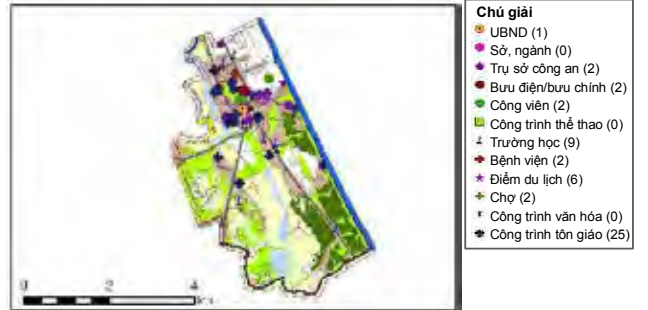 Chú giải
UBND (1)
Sở, ngành (0)
Trụ sở công an (2)
Bưu điện/bưu chính (2)
Công viên (2)
Công trình thể thao (0)
Trường học (9)
Bệnh viện (2)
Điểm du lịch (6)
Chợ (2)
Công trình văn hóa (0)
Công trình tôn giáo (25)
0 2 4
km